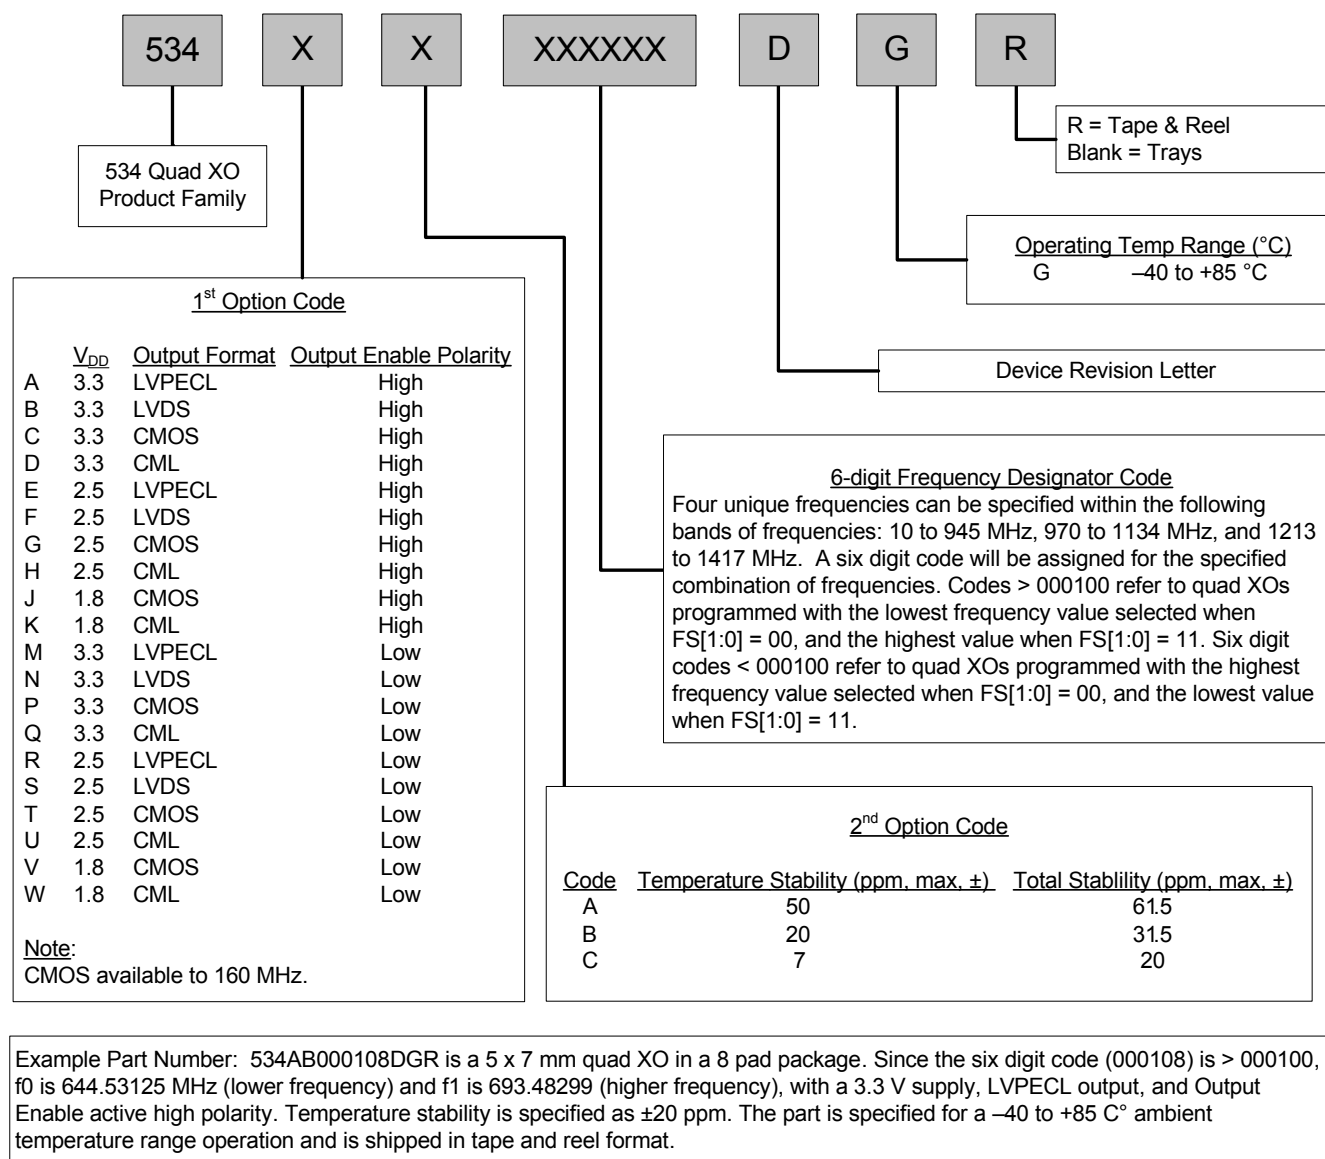 534 X X XXXXXX D G R
534 Quad XO
Product Family
R = Tape & Reel
Blank = Trays
Operating Temp Range (°C)
G –40 to +85 °C
Device Revision Letter
1st Option Code
VDD Output Format Output Enable Polarity
A 3.3 LVPECL High
B 3.3 LVDS High
C 3.3 CMOS High
D 3.3 CML High
E 2.5 LVPECL High
F 2.5 LVDS High
G 2.5 CMOS High
H 2.5 CML High
J 1.8 CMOS High
K 1.8 CML High
M 3.3 LVPECL Low
N 3.3 LVDS Low
P 3.3 CMOS Low
Q 3.3 CML Low
R 2.5 LVPECL Low
S 2.5 LVDS Low
T 2.5 CMOS Low
U 2.5 CML Low
V 1.8 CMOS Low
W 1.8 CML Low
Note:
CMOS available to 160 MHz.
6-digit Frequency Designator Code
Four unique frequencies can be specified within the following
bands of frequencies: 10 to 945 MHz, 970 to 1134 MHz, and 1213
to 1417 MHz. A six digit code will be assigned for the specified
combination of frequencies. Codes > 000100 refer to quad XOs
programmed with the lowest frequency value selected when
FS[1:0] = 00, and the highest value when FS[1:0] = 11. Six digit
codes < 000100 refer to quad XOs programmed with the highest
frequency value selected when FS[1:0] = 00, and the lowest value
when FS[1:0] = 11.
2nd Option Code
Code Temperature Stability (ppm, max, ±) Total Stablility (ppm, max, ±)
A 50 61.5
B 20 31.5
C 7 20
Example Part Number: 534AB000108DGR is a 5 x 7 mm quad XO in a 8 pad package. Since the six digit code (000108) is > 000100,
f0 is 644.53125 MHz (lower frequency) and f1 is 693.48299 (higher frequency), with a 3.3 V supply, LVPECL output, and Output
Enable active high polarity. Temperature stability is specified as ±20 ppm. The part is specified for a –40 to +85 C° ambient
temperature range operation and is shipped in tape and reel format.